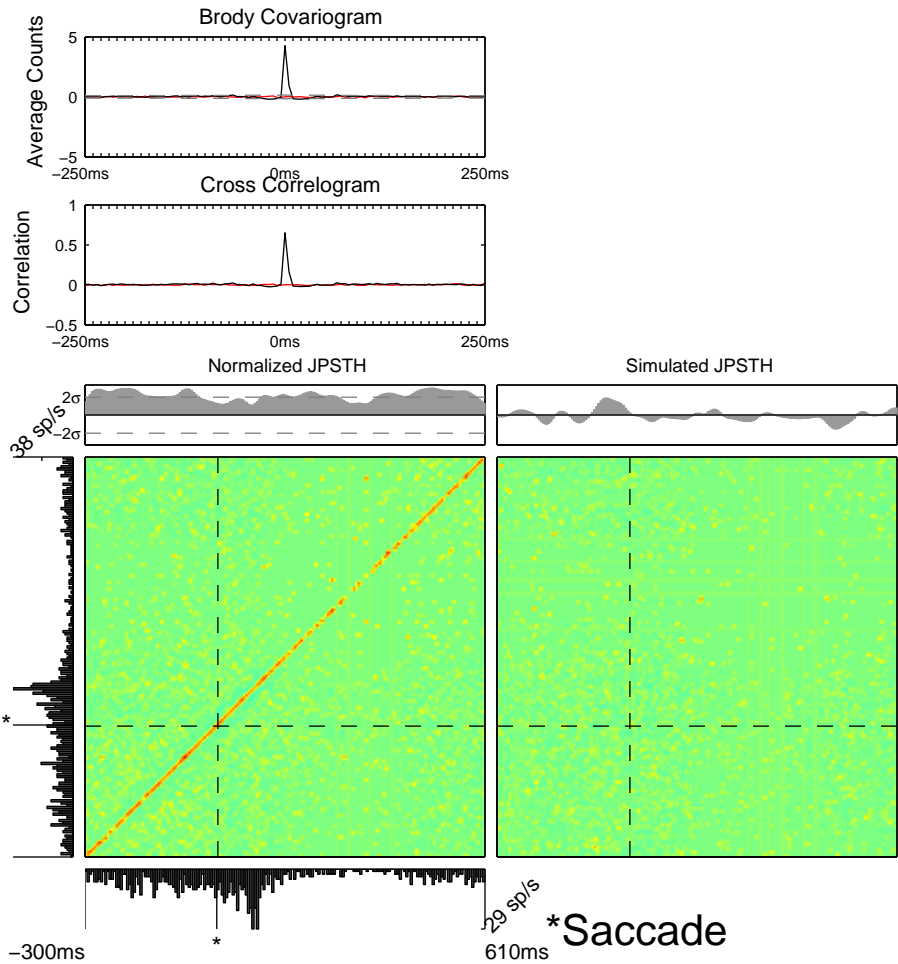 Brody Covariogram
Average Counts
5
0
−5
−250ms
0ms
250ms
Cross Correlogram
Correlation
1
0.5
0
−0.5
−250ms
0ms
250ms
Normalized JPSTH
Simulated JPSTH
2σ
−2σ
38 sp/s
*
*
29 sp/s
−300ms
610ms
*Saccade